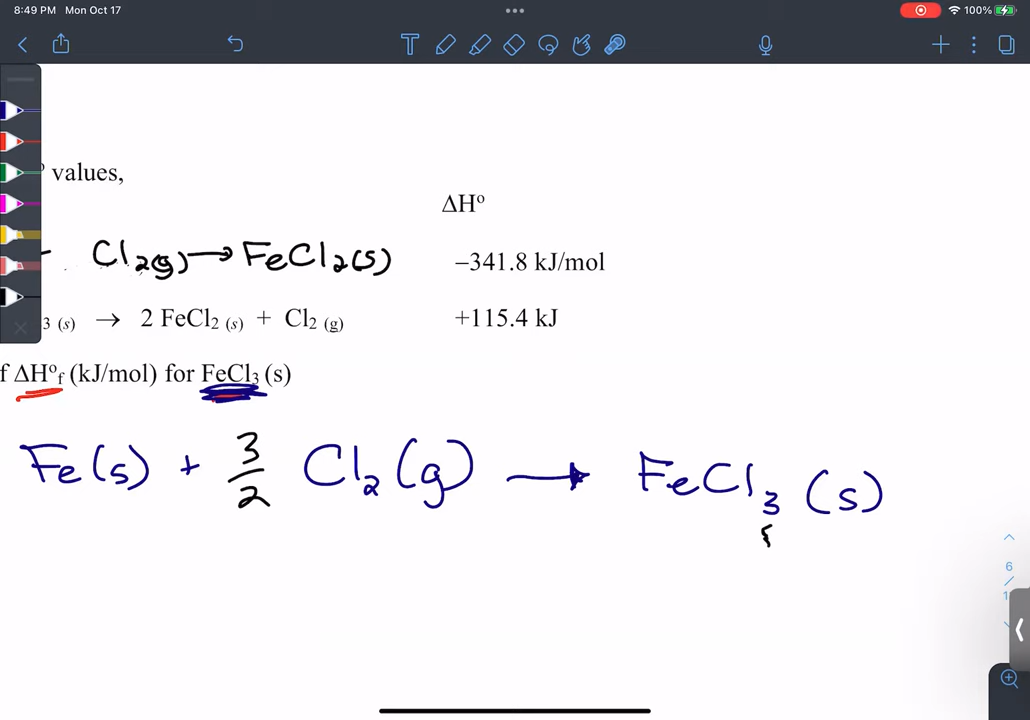 8:49 PM Mon Oct 17
100%
values,
ΔH°
Cl₂(g) → FeCl₂(s) −341.8 kJ/mol
3 (s) → 2 FeCl₂ (s) + Cl₂ (g) +115.4 kJ
f ΔH°f (kJ/mol) for FeCl₃ (s)
Fe(s) + 3/2 Cl₂(g) → FeCl₃(s)
6
/